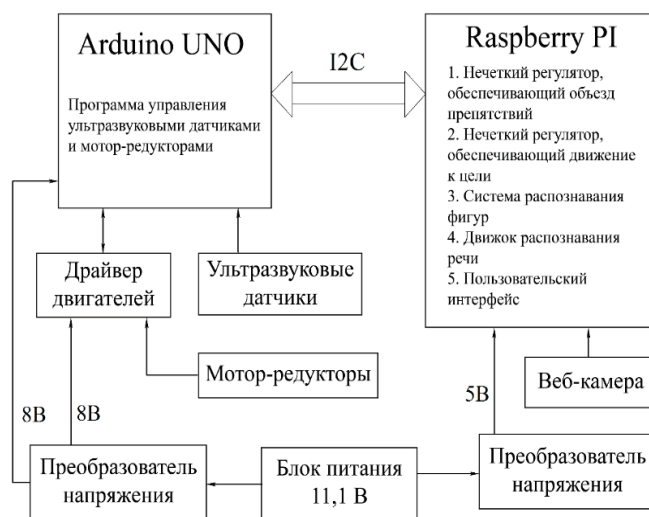 Arduino UNO
Программа управления
ультразвуковыми датчиками
и мотор-редукторами
I2C
Raspberry PI
1. Нечеткий регулятор,
обеспечивающий объезд
препятствий
2. Нечеткий регулятор,
обеспечивающий движение
к цели
3. Система распознавания
фигур
4. Движок распознавания
речи
5. Пользовательский
интерфейс
Драйвер
двигателей
Ультразвуковые
датчики
Мотор-редукторы
Веб-камера
8В
8В
5В
Преобразователь
напряжения
Блок питания
11,1 В
Преобразователь
напряжения